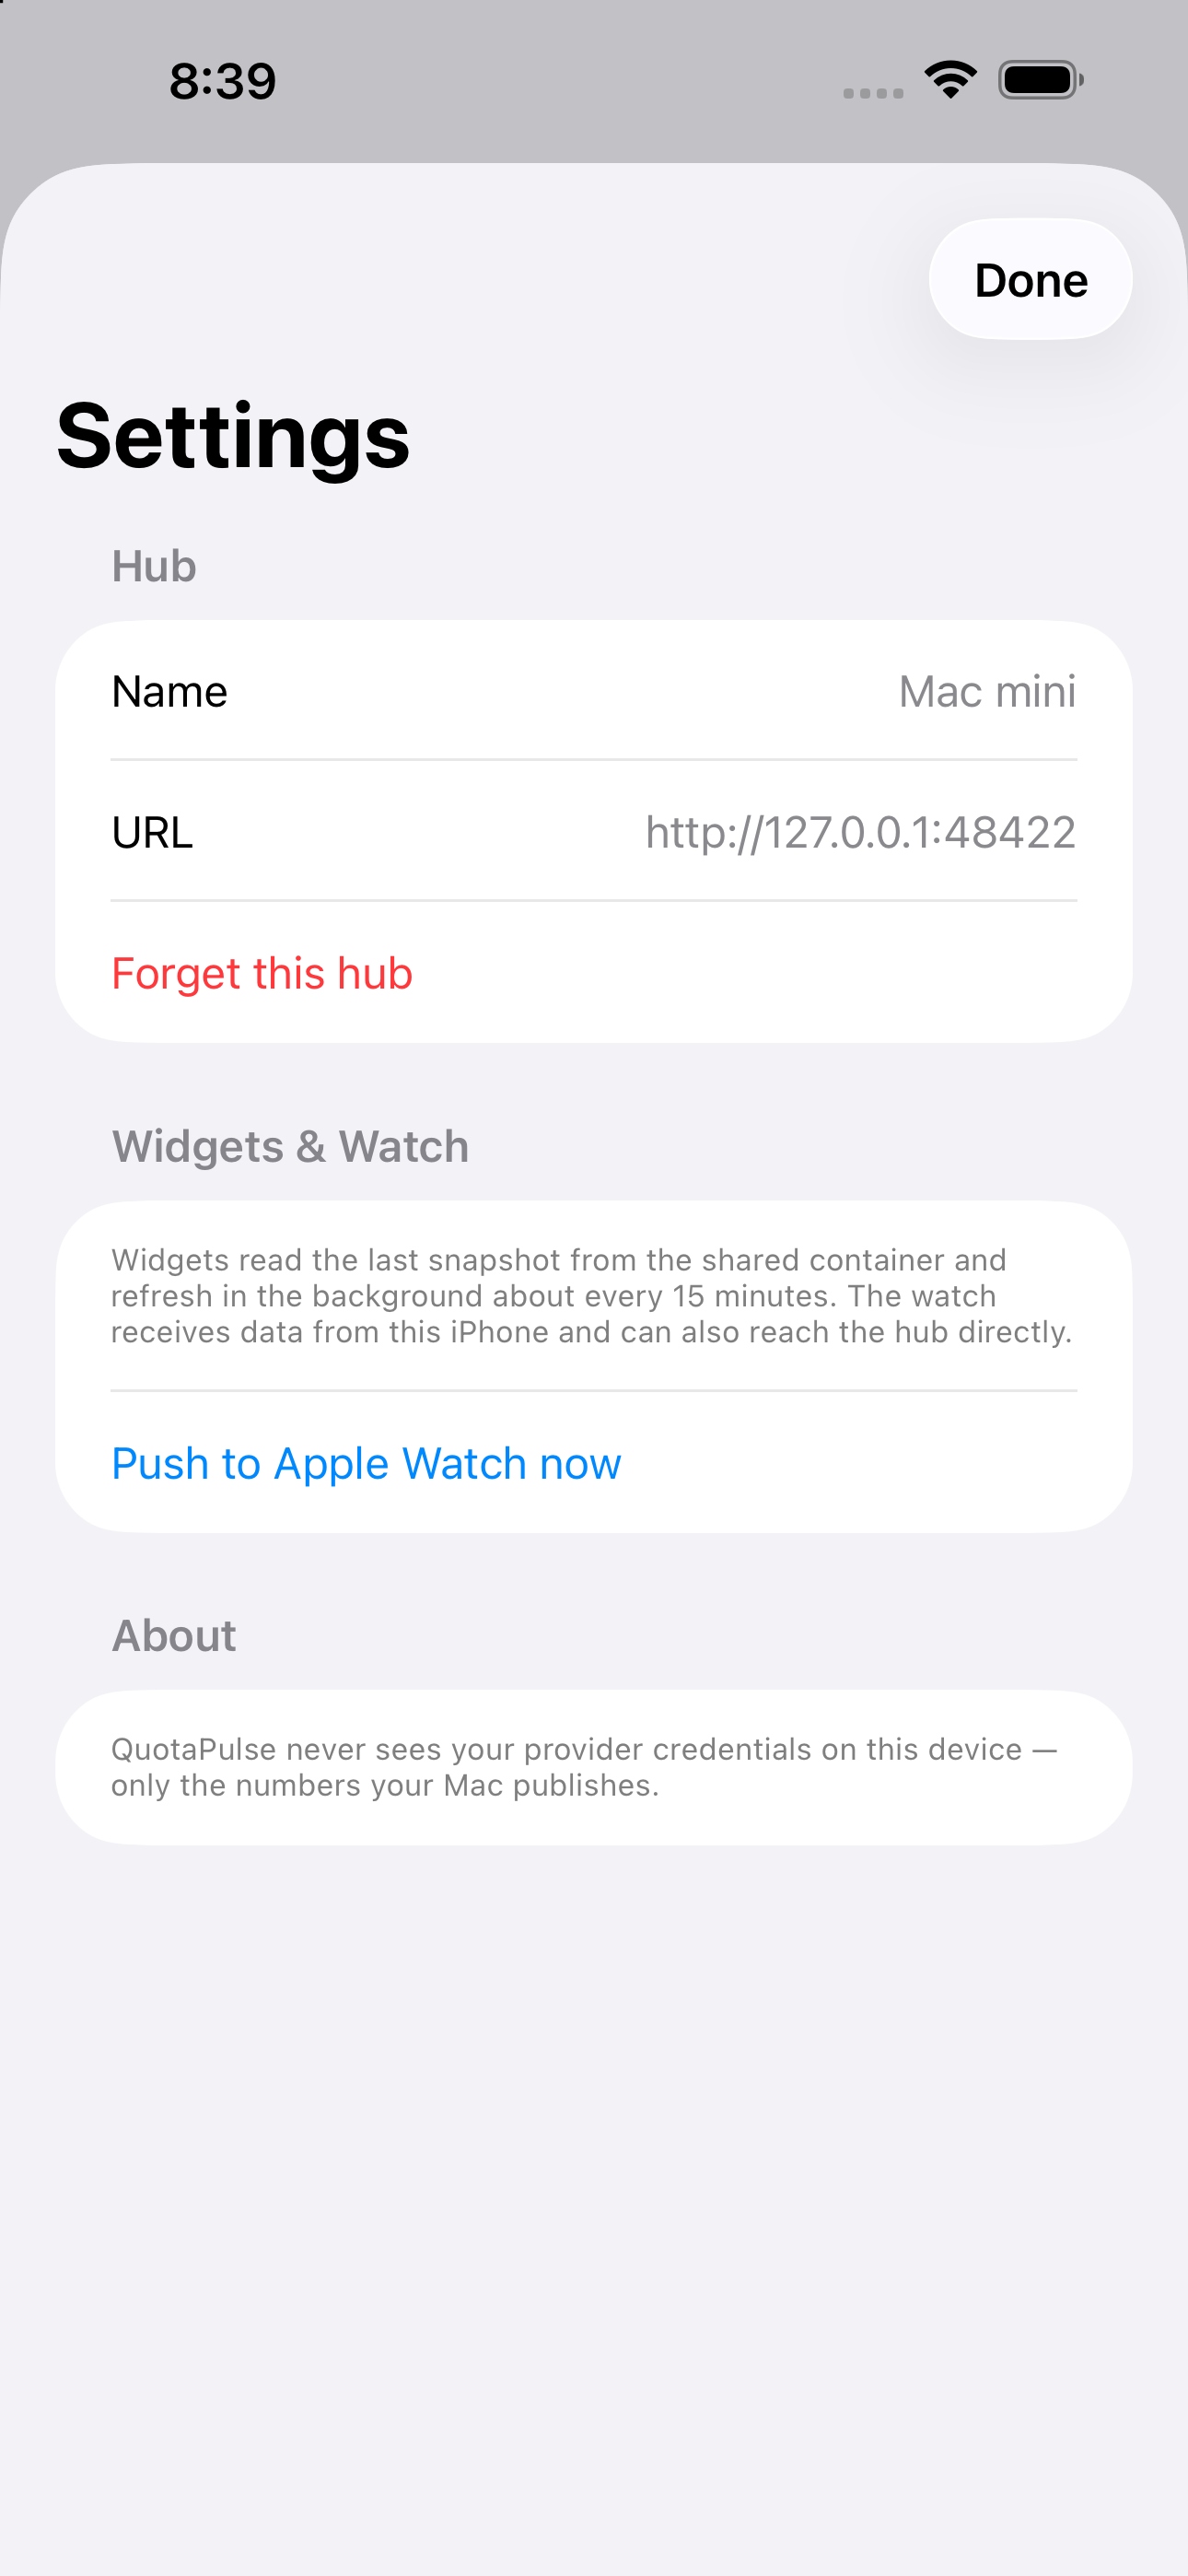 8:39
Done
Settings
Hub
Name Mac mini
URL http://127.0.0.1:48422
Forget this hub
Widgets & Watch
Widgets read the last snapshot from the shared container and
refresh in the background about every 15 minutes. The watch
receives data from this iPhone and can also reach the hub directly.
Push to Apple Watch now
About
QuotaPulse never sees your provider credentials on this device —
only the numbers your Mac publishes.